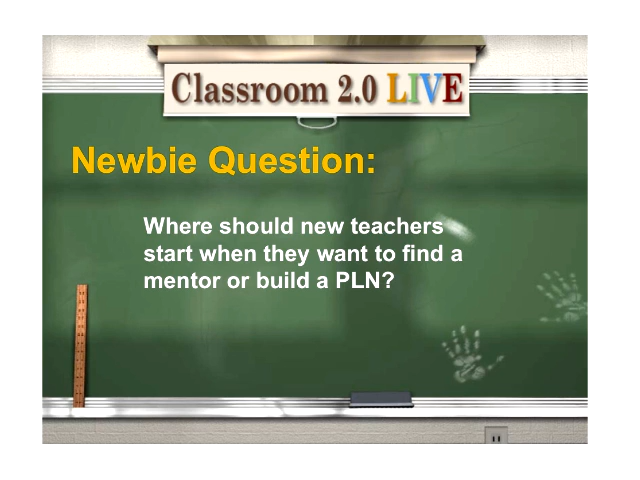 Classroom 2.0 LIVE
Newbie Question:
Where should new teachers
start when they want to find a
mentor or build a PLN?